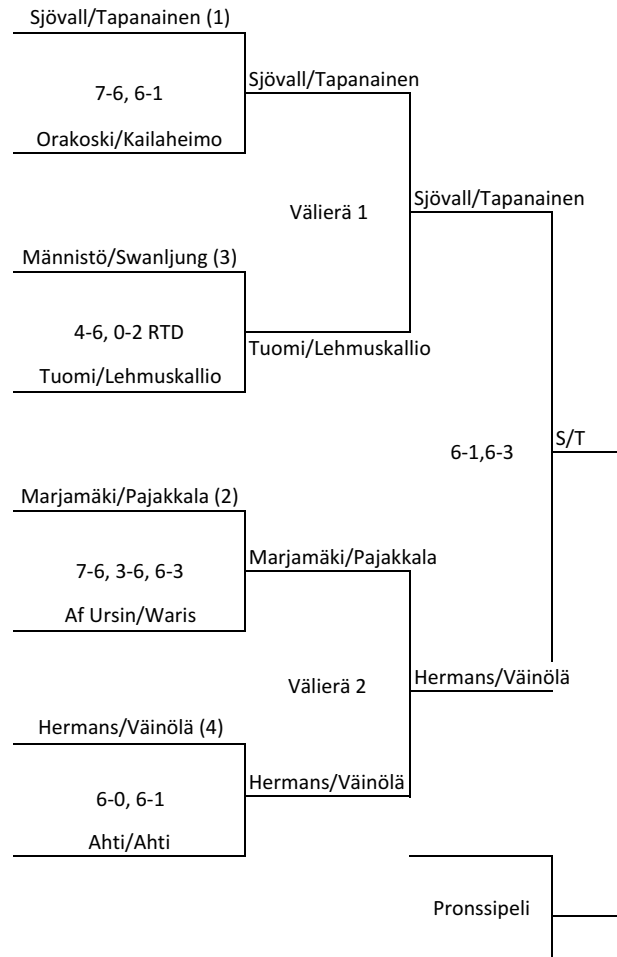 Sjövall/Tapanainen (1)
7-6, 6-1
Sjövall/Tapanainen
Orakoski/Kailaheimo
Välierä 1
Sjövall/Tapanainen
Männistö/Swanljung (3)
4-6, 0-2 RTD
Tuomi/Lehmuskallio
Tuomi/Lehmuskallio
6-1,6-3
S/T
Marjamäki/Pajakkala (2)
7-6, 3-6, 6-3
Marjamäki/Pajakkala
Af Ursin/Waris
Välierä 2
Hermans/Väinölä
Hermans/Väinölä (4)
6-0, 6-1
Hermans/Väinölä
Ahti/Ahti
Pronssipeli